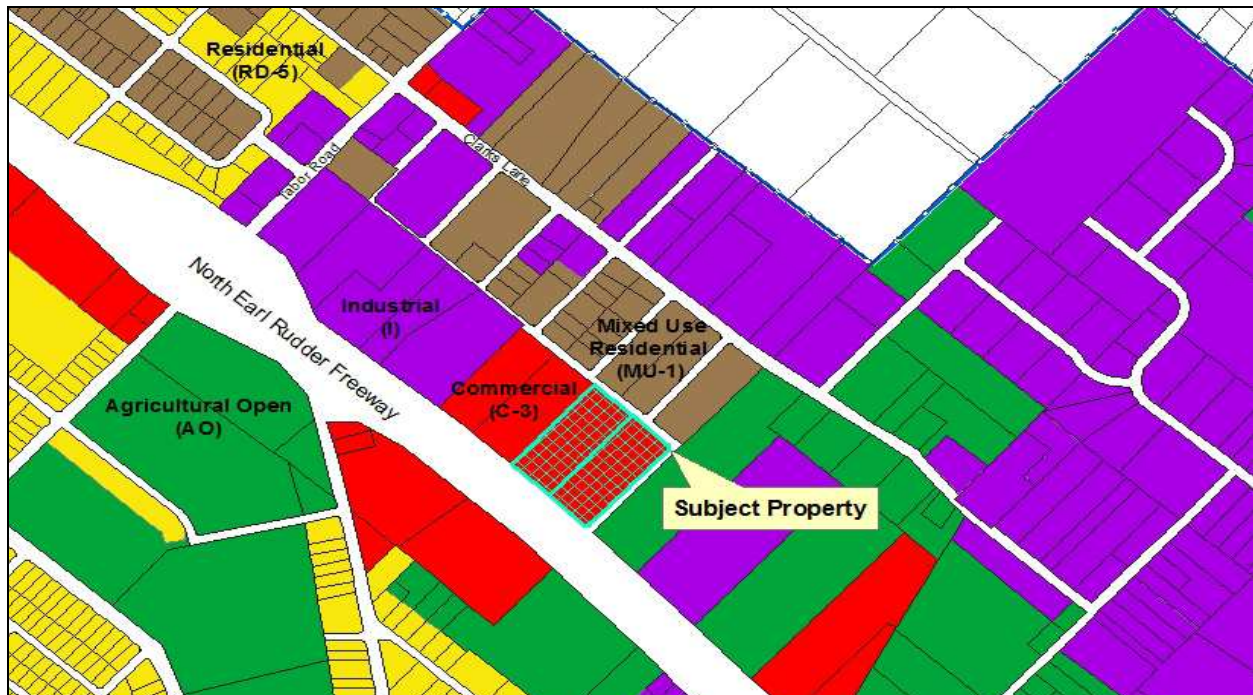 Residential
(RD-5)
Tabor Road
Clarks Lane
North Earl Rudder Freeway
Industrial
(I)
Mixed Use
Residential
(MU-1)
Commercial
(C-3)
Agricultural Open
(AO)
Subject Property